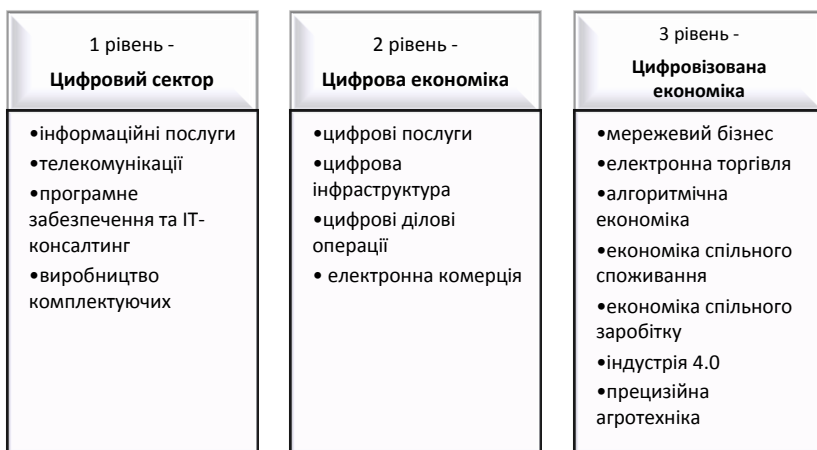 1 рівень -
Цифровий сектор
•інформаційні послуги
•телекомунікації
•програмне
забезпечення та ІТ-
консалтинг
•виробництво
комплектуючих
2 рівень -
Цифрова економіка
•цифрові послуги
•цифрова
інфраструктура
•цифрові ділові
операції
• електронна комерція
3 рівень -
Цифровізована
економіка
•мережевий бізнес
•електронна торгівля
•алгоритмічна
економіка
•економіка спільного
споживання
•економіка спільного
заробітку
•індустрія 4.0
•прецизійна
агротехніка